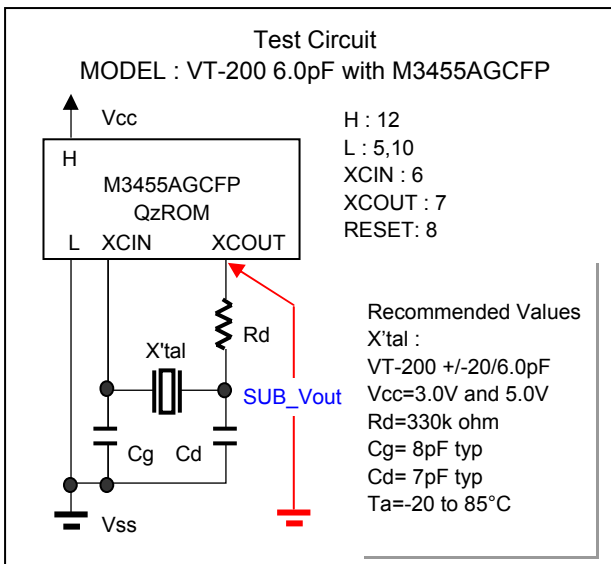 Test Circuit
MODEL : VT-200 6.0pF with M3455AGCFP
Vcc
H
M3455AGCFP
QzROM
L XCIN XCOUT
H : 12
L : 5,10
XCIN : 6
XCOUT : 7
RESET: 8
Rd
X'tal
SUB_Vout
Cg Cd
Vss
Recommended Values
X'tal :
VT-200 +/-20/6.0pF
Vcc=3.0V and 5.0V
Rd=330k ohm
Cg= 8pF typ
Cd= 7pF typ
Ta=-20 to 85°C